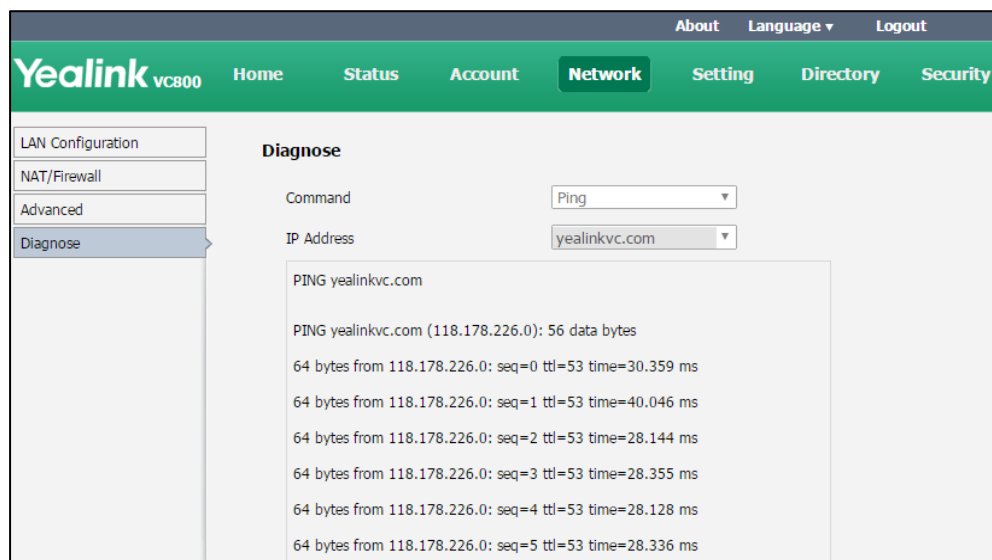 About Language ▾ Logout
Yealink VC800 Home Status Account Network Setting Directory Security
LAN Configuration
NAT/Firewall
Advanced
Diagnose
Diagnose
Command Ping
IP Address yealinkvc.com
PING yealinkvc.com
PING yealinkvc.com (118.178.226.0): 56 data bytes
64 bytes from 118.178.226.0: seq=0 ttl=53 time=30.359 ms
64 bytes from 118.178.226.0: seq=1 ttl=53 time=40.046 ms
64 bytes from 118.178.226.0: seq=2 ttl=53 time=28.144 ms
64 bytes from 118.178.226.0: seq=3 ttl=53 time=28.355 ms
64 bytes from 118.178.226.0: seq=4 ttl=53 time=28.128 ms
64 bytes from 118.178.226.0: seq=5 ttl=53 time=28.336 ms